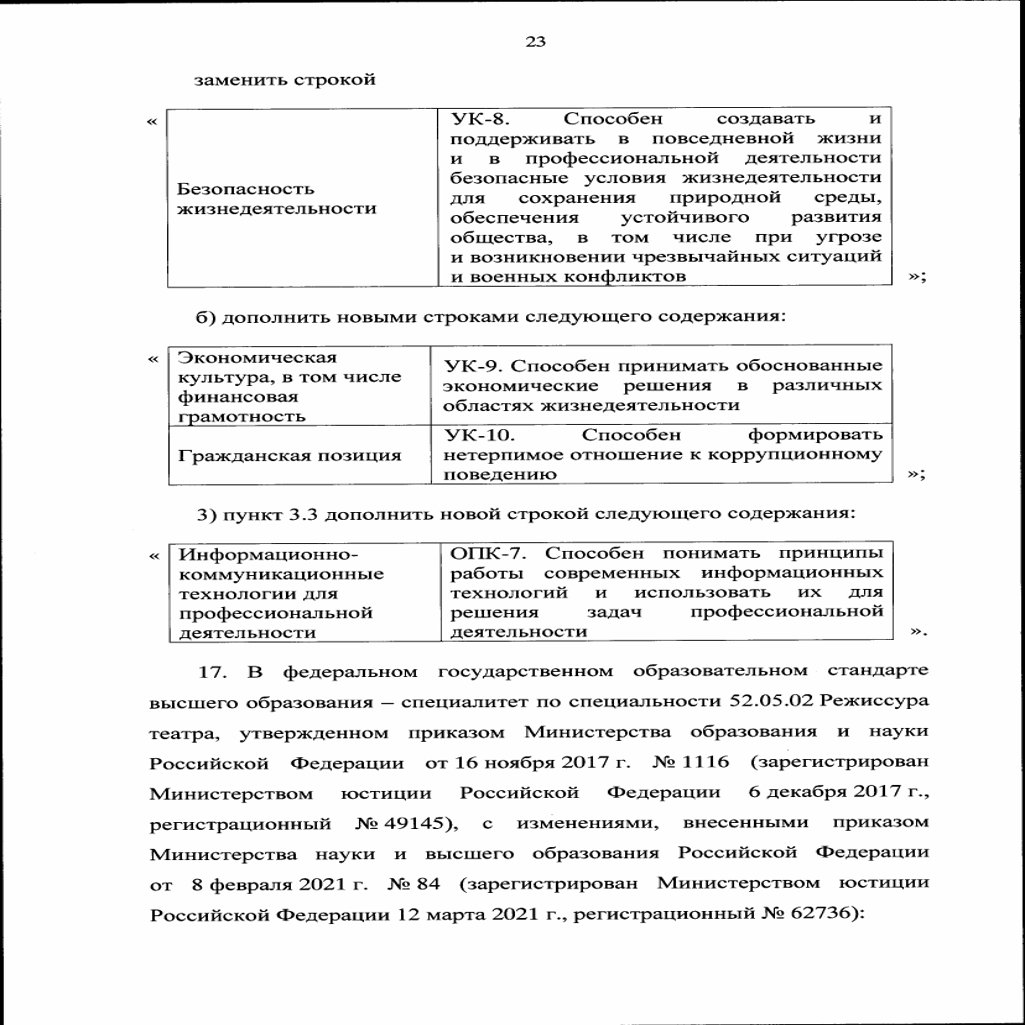 23
заменить строкой
«
Безопасность
жизнедеятельности
УК-8. Способен создавать и
поддерживать в повседневной жизни
и в профессиональной деятельности
безопасные условия жизнедеятельности
для сохранения природной среды,
обеспечения устойчивого развития
общества, в том числе при угрозе
и возникновении чрезвычайных ситуаций
и военных конфликтов
»;
б) дополнить новыми строками следующего содержания:
«
Экономическая
культура, в том числе
финансовая
грамотность
УК-9. Способен принимать обоснованные
экономические решения в различных
областях жизнедеятельности
Гражданская позиция
УК-10. Способен формировать
нетерпимое отношение к коррупционному
поведению
»;
3) пункт 3.3 дополнить новой строкой следующего содержания:
«
Информационно-
коммуникационные
технологии для
профессиональной
деятельности
ОПК-7. Способен понимать принципы
работы современных информационных
технологий и использовать их для
решения задач профессиональной
деятельности
».
17. В федеральном государственном образовательном стандарте
высшего образования – специалитет по специальности 52.05.02 Режиссура
театра, утвержденном приказом Министерства образования и науки
Российской Федерации от 16 ноября 2017 г. № 1116 (зарегистрирован
Министерством юстиции Российской Федерации 6 декабря 2017 г.,
регистрационный № 49145), с изменениями, внесенными приказом
Министерства науки и высшего образования Российской Федерации
от 8 февраля 2021 г. № 84 (зарегистрирован Министерством юстиции
Российской Федерации 12 марта 2021 г., регистрационный № 62736):